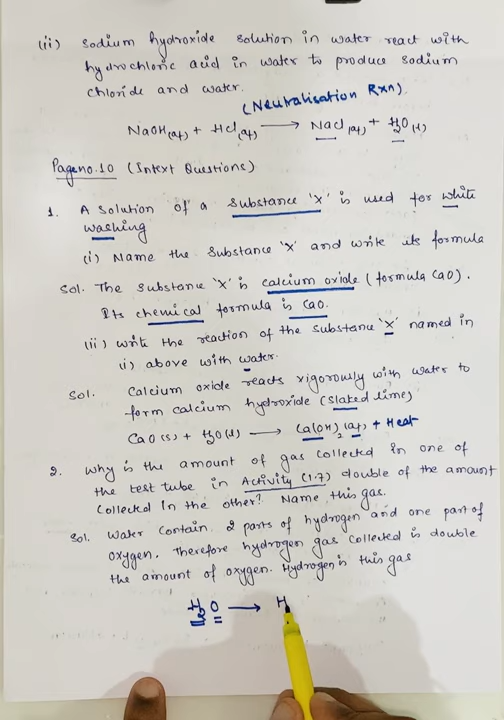 (ii) Sodium hydroxide solution in water react with
hydrochloric acid in water to produce sodium
chloride and water.
(Neutralisation Rxn).
NaOH(aq) + Hcl(aq) → Nacl(aq) + H2O(l)
Page no. 10 (Intext Questions)
1. A Solution of a substance 'X' is used for white
washing
(i) Name the Substance 'X' and write its formula
Sol. The substance 'X' is calcium oxide (formula CaO).
Its chemical formula is CaO.
(ii) write the reaction of the substance 'X' named in
(i) above with water.
Sol. Calcium oxide reacts vigorously with water to
form calcium hydroxide (slaked lime)
CaO(s) + H2O(l) → Ca(OH)2(aq) + Heat
2. Why is the amount of gas collected in one of
the test tube in Activity (1.7) double of the amount
Collected In the other? Name this gas.
Sol. Water Contain 2 parts of hydrogen and one part of
oxygen. Therefore hydrogen gas collected is double
the amount of oxygen. Hydrogen is this gas
H2O → H